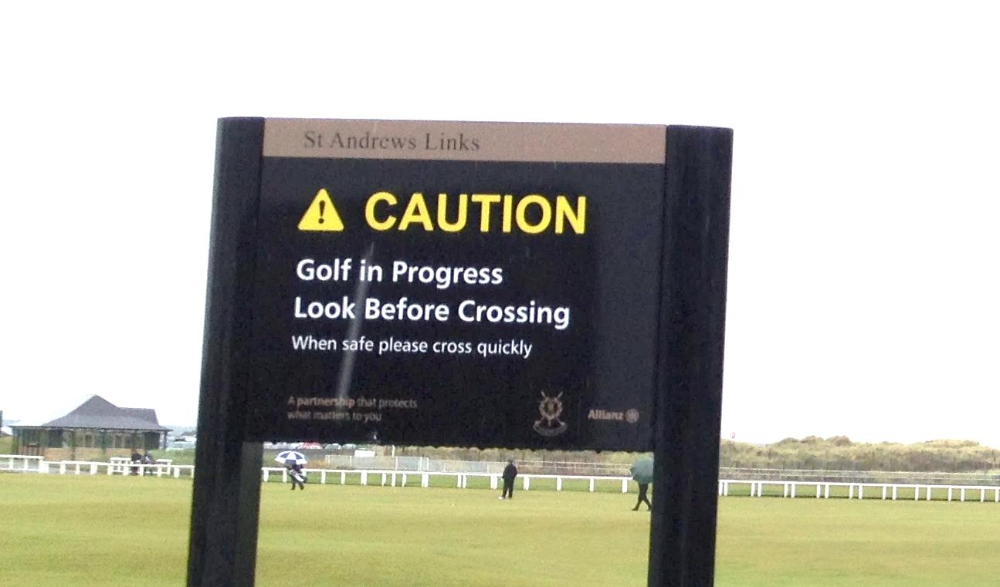 St Andrews Links
CAUTION
Golf in Progress
Look Before Crossing
When safe please cross quickly
A partnership that protects
what matters to you
Allianz